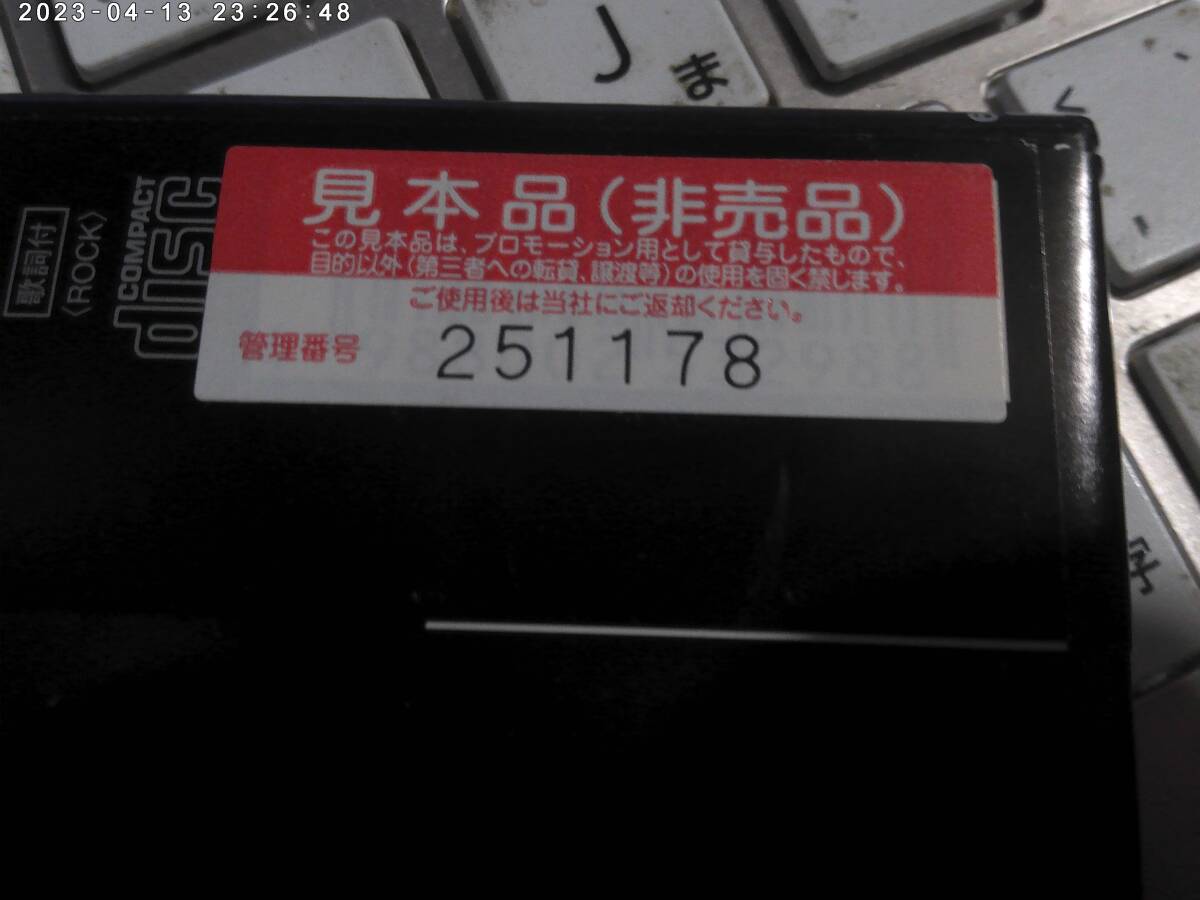 2023-04-13 23:26:48
J
ま
見本品(非売品)
この見本品は、プロモーション用として貸与したもので、
目的以外(第三者への転貸、譲渡等)の使用を固く禁じます。
ご使用後は当社にご返却ください。
管理番号 251178
歌詞付
〈ROCK〉
COMPACT
disc